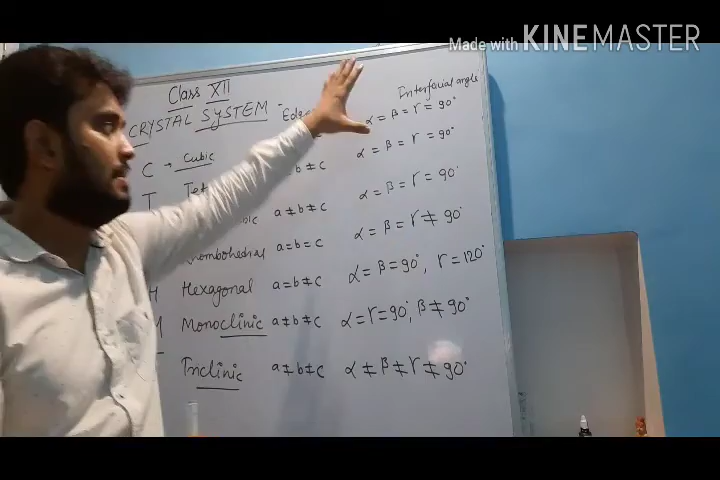 Made with KINEMASTER
Class XII
CRYSTAL SYSTEM Interfacial angle
α = β = r = 90°
C → Cubic α = β = r = 90°
T b ≠ c
a ≠ b ≠ c α = β = r = 90°
Rhombohedral a = b = c α = β = r ≠ 90°
H Hexagonal a = b ≠ c α = β = 90°, r = 120°
M Monoclinic a ≠ b ≠ c α = r = 90°, β ≠ 90°
Triclinic a ≠ b ≠ c α ≠ β ≠ r ≠ 90°